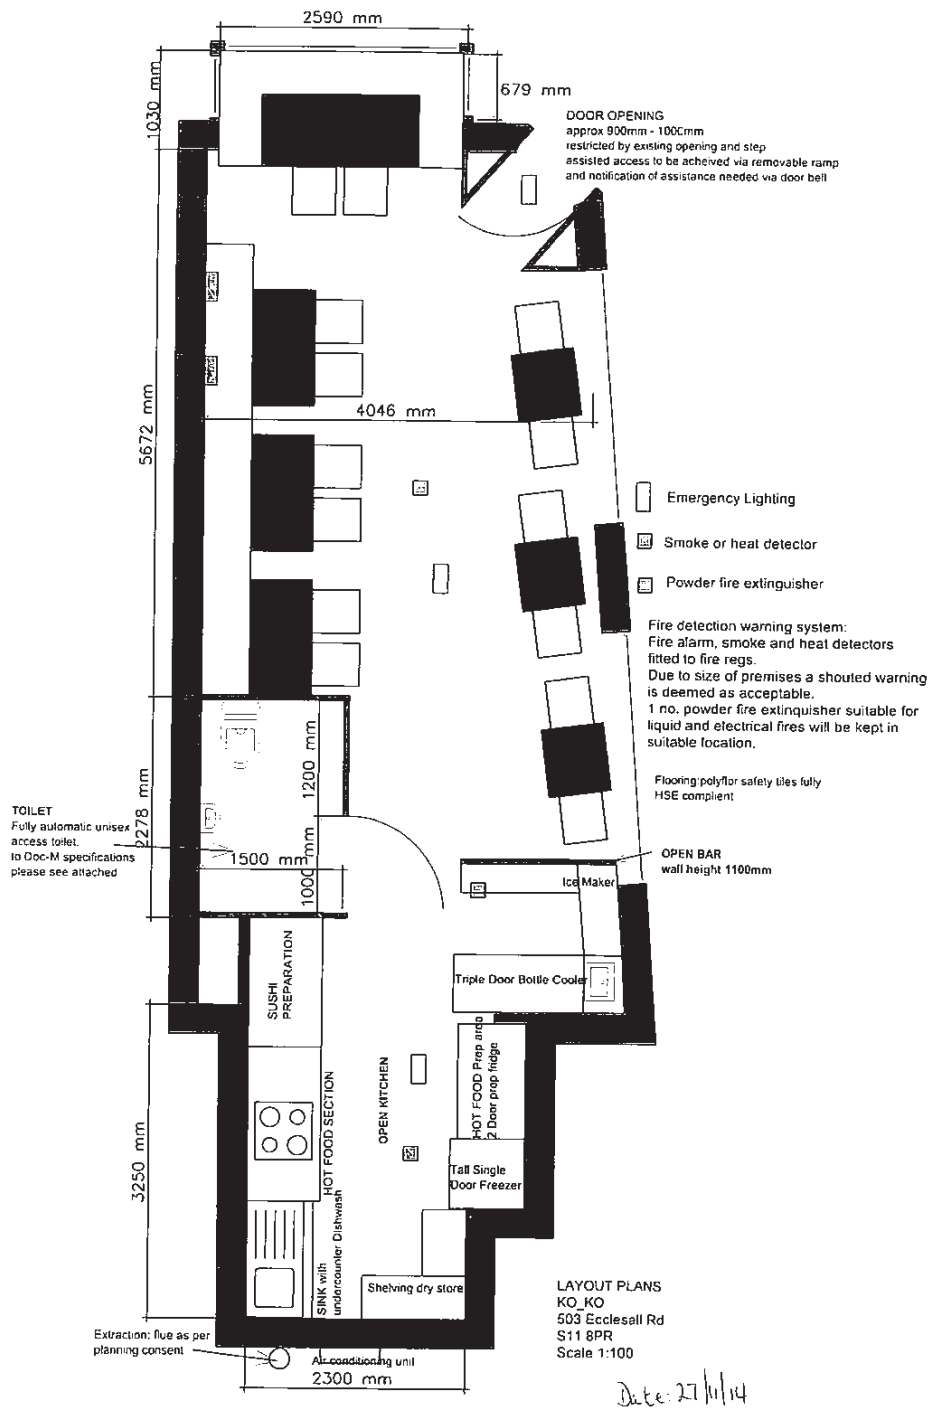 2590 mm
1030 mm
679 mm
DOOR OPENING
approx 900mm - 1000mm
restricted by existing opening and step
assisted access to be acheived via removable ramp
and notification of assistance needed via door bell
4046 mm
5672 mm
Emergency Lighting
Smoke or heat detector
Powder fire extinguisher
Fire detection warning system:
Fire alarm, smoke and heat detectors
fitted to fire regs.
Due to size of premises a shouted warning
is deemed as acceptable.
1 no. powder fire extinguisher suitable for
liquid and electrical fires will be kept in
suitable location.
Flooring:polyflor safety tiles fully
HSE complient
1200 mm
2278 mm
TOILET
Fully automatic unisex
access toilet.
to Doc-M specifications
please see attached
1500 mm
1000 mm
OPEN BAR
wall height 1100mm
Ice Maker
SUSHI
PREPARATION
Triple Door Bottle Cooler
HOT FOOD Prep area
2 Door prep fridge
OPEN KITCHEN
HOT FOOD SECTION
Tall Single
Door Freezer
3250 mm
SINK with
undercounter Dishwash
Shelving dry store
LAYOUT PLANS
KO_KO
503 Ecclesall Rd
S11 8PR
Scale 1:100
Extraction: flue as per
planning consent
Air conditioning unit
2300 mm
Date: 27/11/14